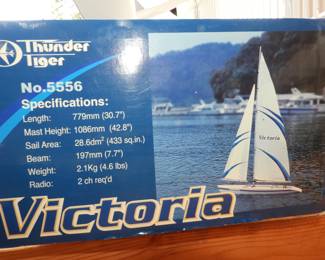 Thunder
Tiger
No.5556
Specifications:
Length: 779mm (30.7")
Mast Height: 1086mm (42.8")
Sail Area: 28.6dm² (433 sq.in.)
Beam: 197mm (7.7")
Weight: 2.1Kg (4.6 lbs)
Radio: 2 ch req'd
Victoria
Victoria